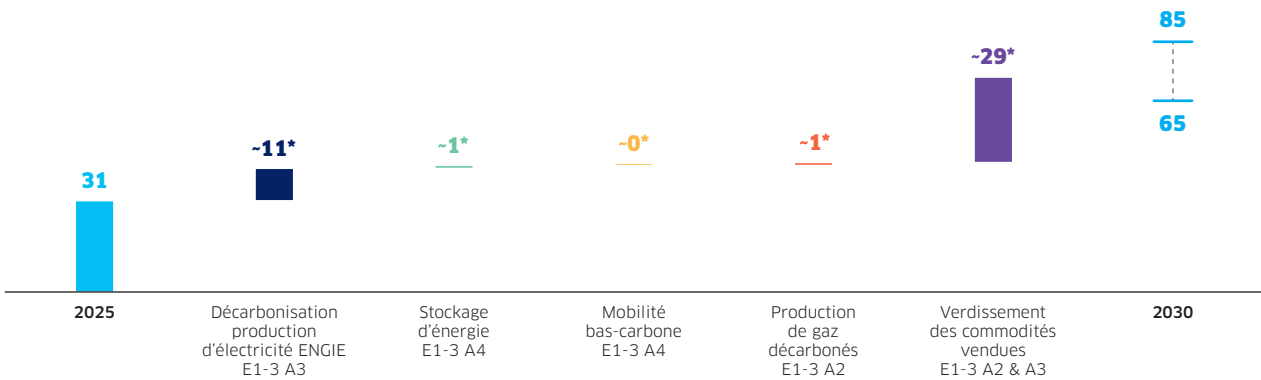 85
~29*
65
~11*
~1*
~0*
~1*
31
2025
Décarbonisation
production
d'électricité ENGIE
E1-3 A3
Stockage
d'énergie
E1-3 A4
Mobilité
bas-carbone
E1-3 A4
Production
de gaz
décarbonés
E1-3 A2
Verdissement
des commodités
vendues
E1-3 A2 & A3
2030